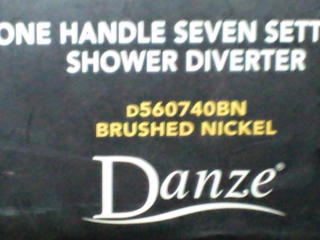 ONE HANDLE SEVEN SETT
SHOWER DIVERTER
D560740BN
BRUSHED NICKEL
Danze®